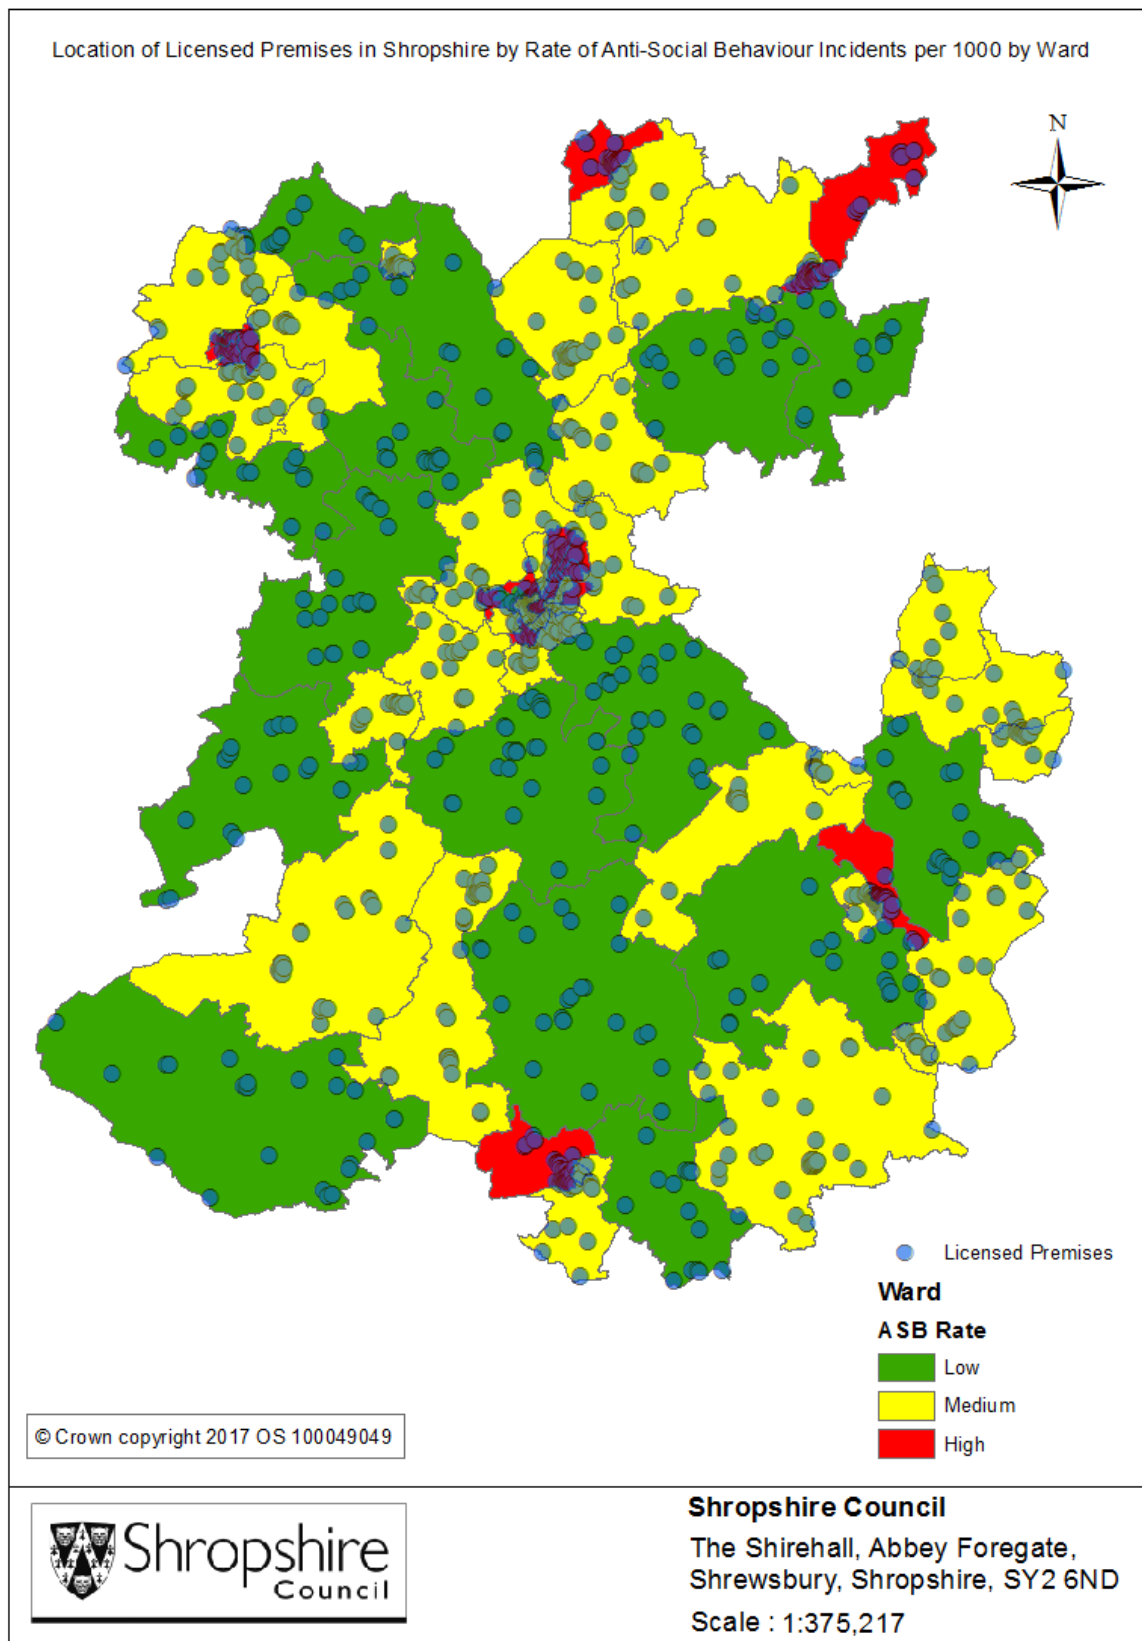 Location of Licensed Premises in Shropshire by Rate of Anti-Social Behaviour Incidents per 1000 by Ward
N
Licensed Premises
Ward
ASB Rate
Low
Medium
High
© Crown copyright 2017 OS 100049049
Shropshire
Council
Shropshire Council
The Shirehall, Abbey Foregate,
Shrewsbury, Shropshire, SY2 6ND
Scale : 1:375,217